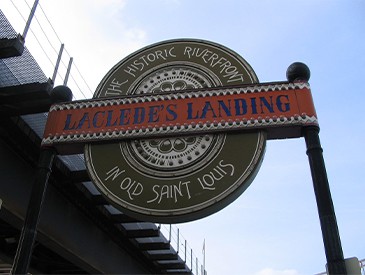 THE HISTORIC RIVERFRONT
LACLEDE'S LANDING
IN OLD SAINT LOUIS